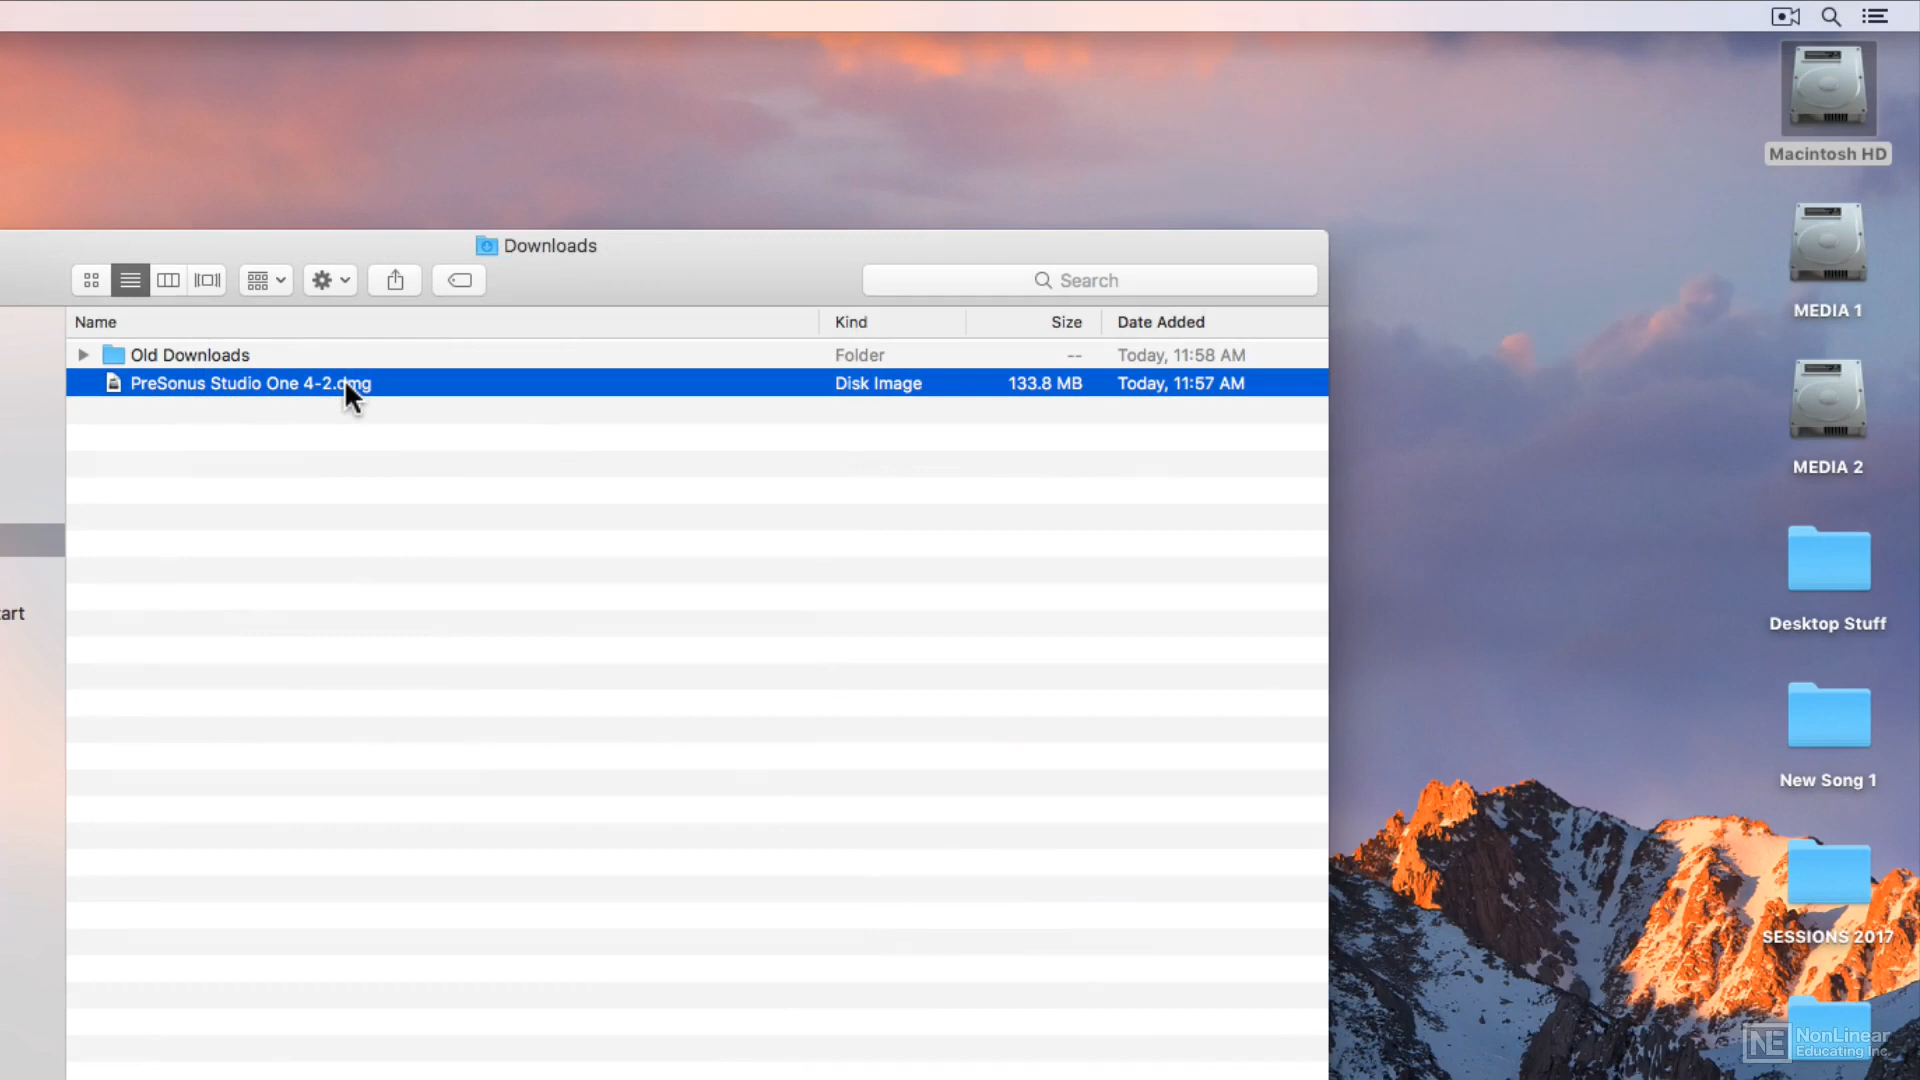 Macintosh HD
Downloads
Search
Name Kind Size Date Added
Old Downloads Folder -- Today, 11:58 AM
PreSonus Studio One 4-2.dmg Disk Image 133.8 MB Today, 11:57 AM
MEDIA 1
MEDIA 2
art
Desktop Stuff
New Song 1
SESSIONS 2017
NE NonLinear
Educating Inc.